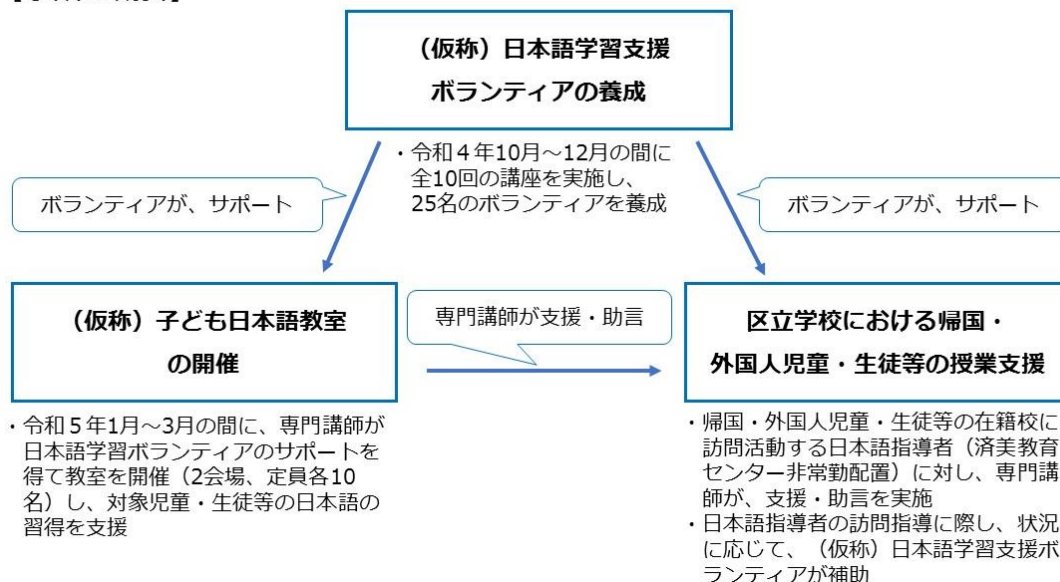 （仮称）日本語学習支援
ボランティアの養成
・令和４年10月～12月の間に
全10回の講座を実施し、
25名のボランティアを養成
ボランティアが、サポート
ボランティアが、サポート
（仮称）子ども日本語教室
の開催
専門講師が支援・助言
区立学校における帰国・
外国人児童・生徒等の授業支援
・令和５年1月～3月の間に、専門講師が
日本語学習ボランティアのサポートを
得て教室を開催（2会場、定員各10
名）し、対象児童・生徒等の日本語の
習得を支援
・帰国・外国人児童・生徒等の在籍校に
訪問活動する日本語指導者（済美教育
センター非常勤配置）に対し、専門講
師が、支援・助言を実施
・日本語指導者の訪問指導に際し、状況
に応じて、（仮称）日本語学習支援ボ
ランティアが補助